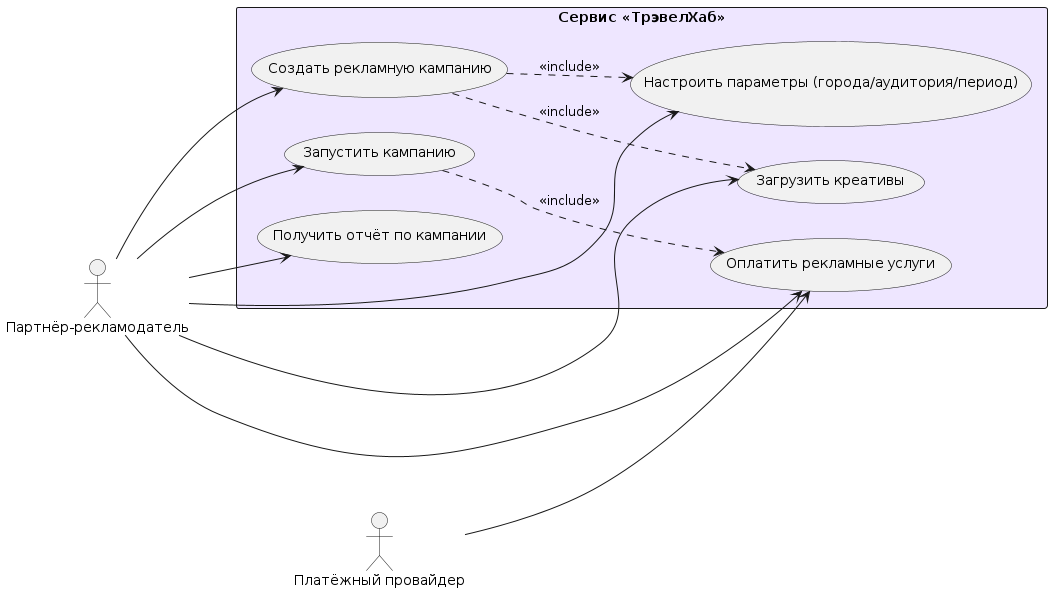 Сервис «ТрэвелХаб»
Создать рекламную кампанию
«include»
Настроить параметры (города/аудитория/период)
«include»
Запустить кампанию
Загрузить креативы
«include»
Получить отчёт по кампании
Оплатить рекламные услуги
Партнёр-рекламодатель
Платёжный провайдер